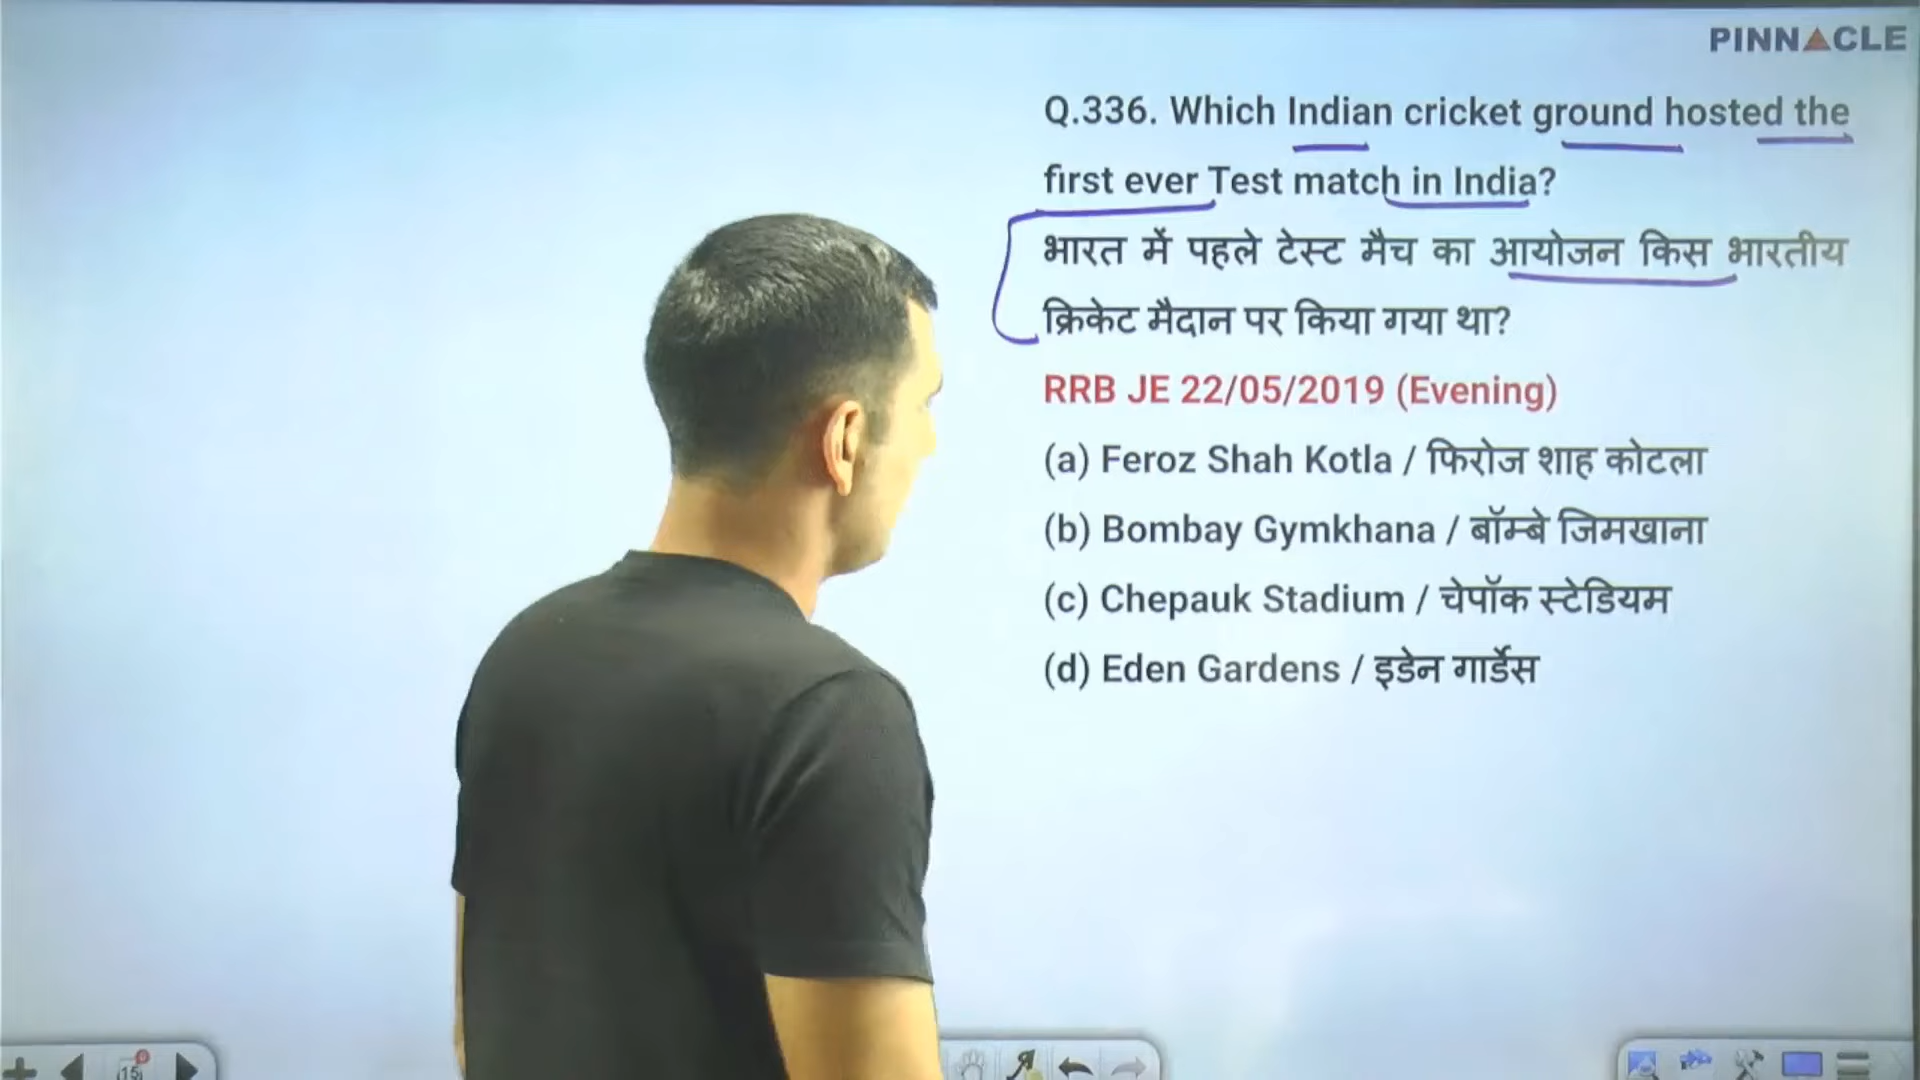 PINNACLE
Q.336. Which Indian cricket ground hosted the
first ever Test match in India?
भारत में पहले टेस्ट मैच का आयोजन किस भारतीय
क्रिकेट मैदान पर किया गया था?
RRB JE 22/05/2019 (Evening)
(a) Feroz Shah Kotla / फिरोज शाह कोटला
(b) Bombay Gymkhana / बॉम्बे जिमखाना
(c) Chepauk Stadium / चेपॉक स्टेडियम
(d) Eden Gardens / इडेन गार्डेस
15